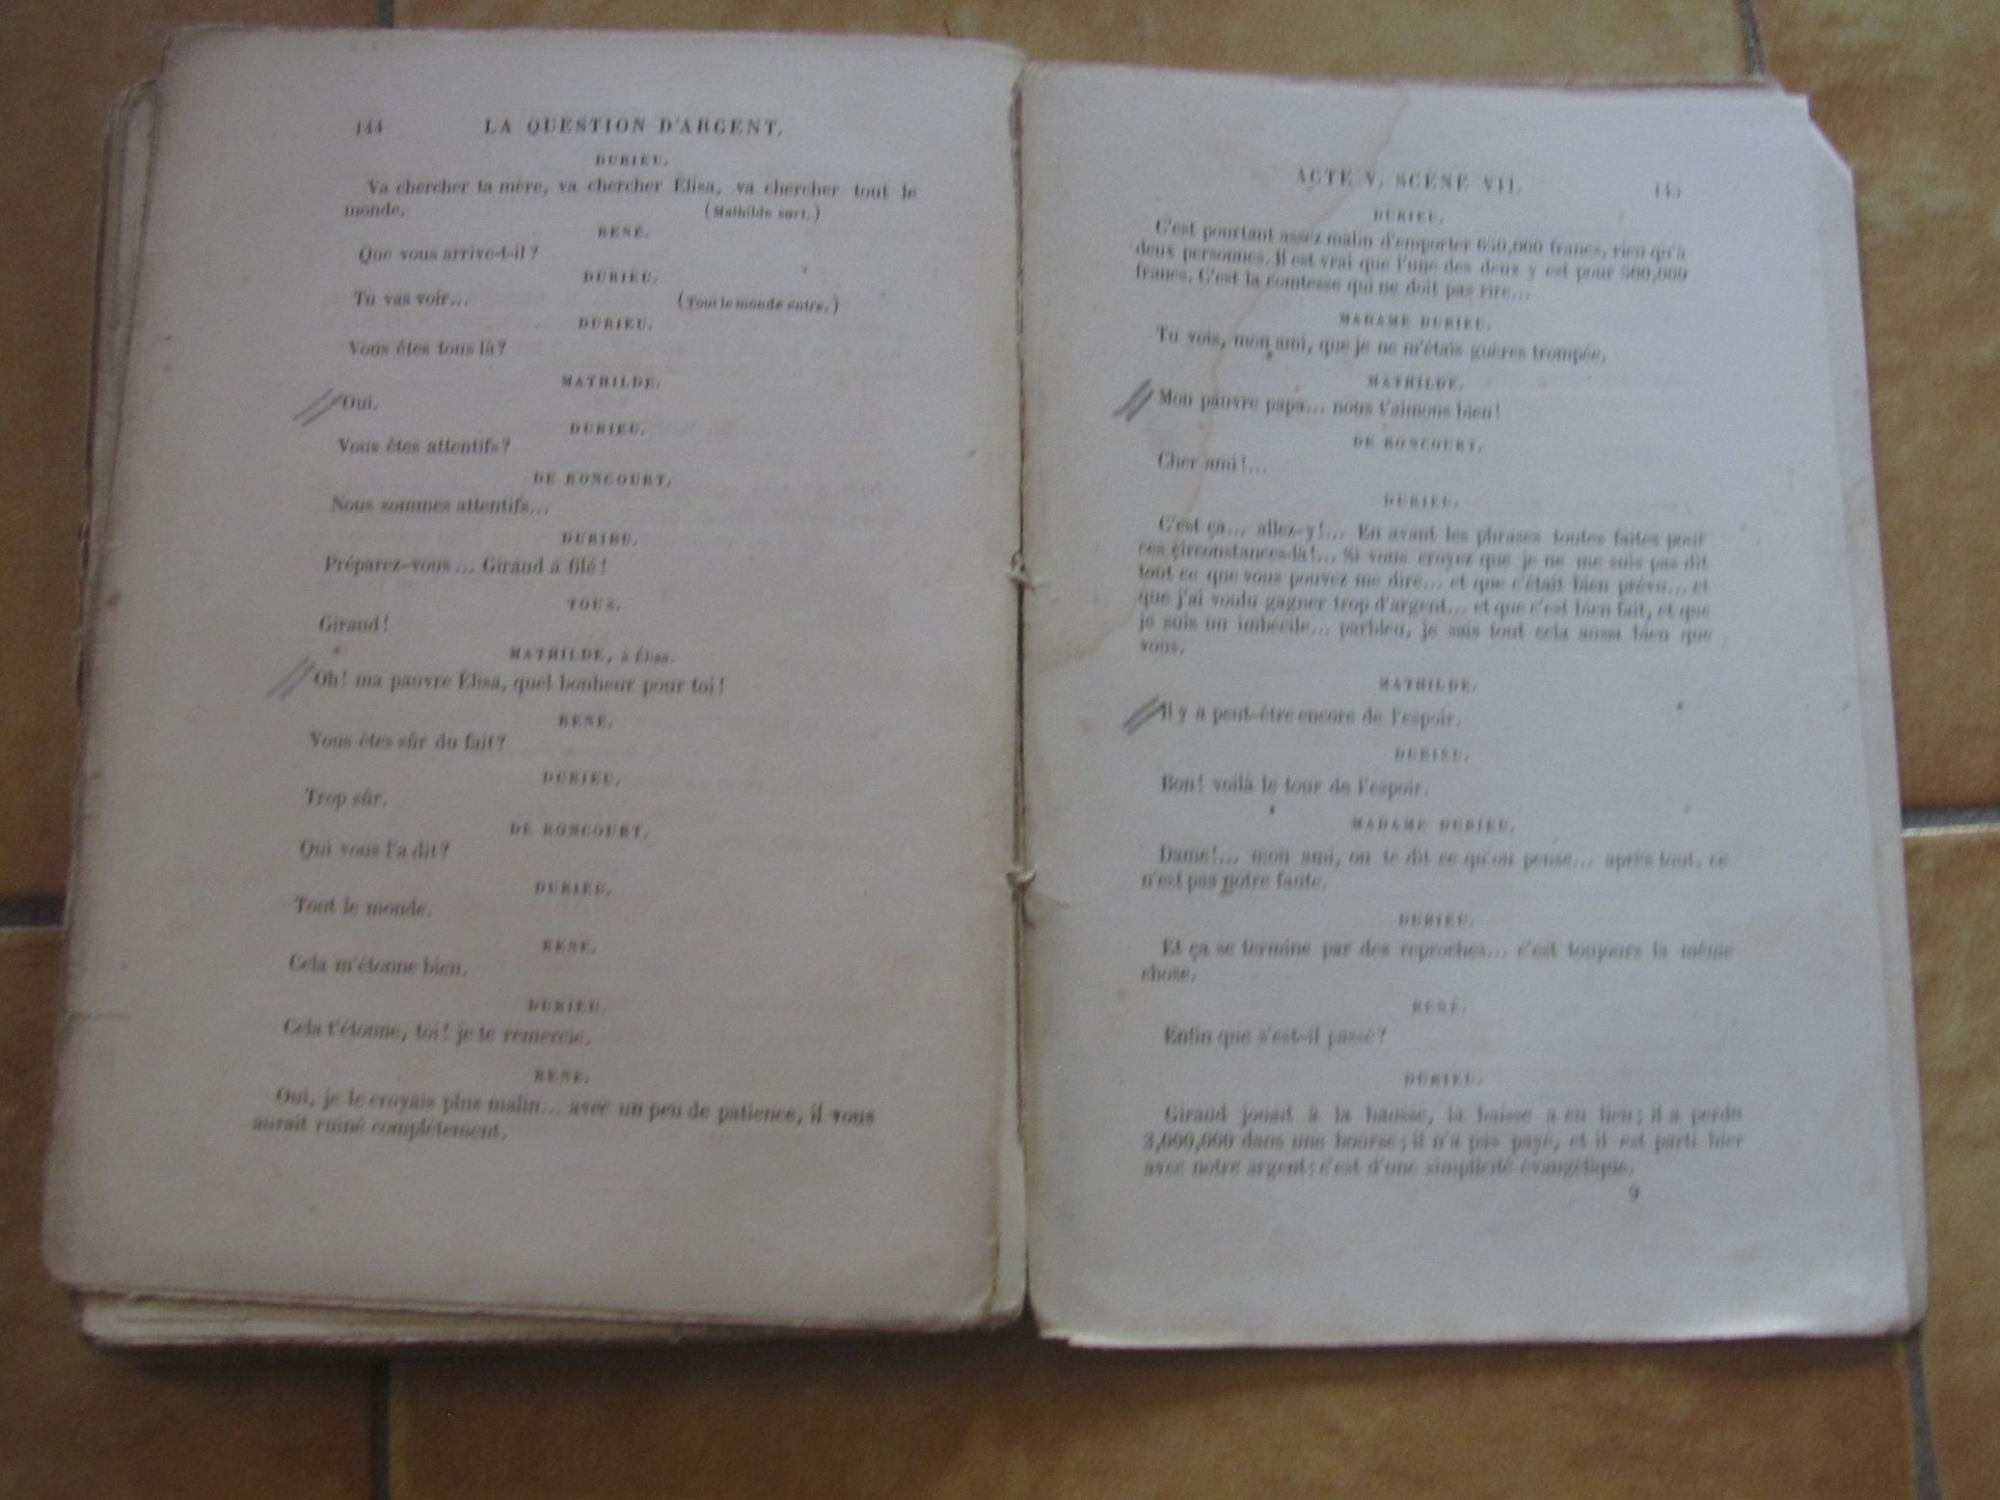 144 LA QUESTION D'ARGENT.
DURIEU.
Va chercher ta mère, va chercher Élisa, va chercher tout le
monde. (Mathilde sort.)
RENÉ.
Que vous arrive-t-il?
DURIEU.
Tu vas voir... (Tout le monde entre.)
DURIEU.
Vous êtes tous là?
MATHILDE.
Oui.
DURIEU.
Vous êtes attentifs?
DE RONCOURT.
Nous sommes attentifs...
DURIEU.
Préparez-vous... Giraud a filé!
TOUS.
Giraud!
MATHILDE, à Élisa.
Oh! ma pauvre Élisa, quel bonheur pour toi!
RENÉ.
Vous êtes sûr du fait?
DURIEU.
Trop sûr.
DE RONCOURT.
Qui vous l'a dit?
DURIEU.
Tout le monde.
RENÉ.
Cela m'étonne bien.
DURIEU.
Cela t'étonne, toi! je te remercie.
RENÉ.
Oui, je le croyais plus malin... avec un peu de patience, il vous
aurait ruiné complétement.
ACTE V, SCÈNE VII. 145
DURIEU.
C'est pourtant assez malin d'emporter 650,000 francs, rien qu'à
deux personnes. Il est vrai que l'une des deux y est pour 500,000
francs. C'est la comtesse qui ne doit pas rire...
MADAME DURIEU.
Tu vois, mon ami, que je ne m'étais guères trompée.
MATHILDE.
Mon pauvre papa... nous t'aimons bien!
DE RONCOURT.
Cher ami!...
DURIEU.
C'est ça... allez-y!... En avant les phrases toutes faites pour
ces circonstances-là!... Si vous croyez que je ne me suis pas dit
tout ce que vous pouvez me dire... et que c'était bien prévu... et
que j'ai voulu gagner trop d'argent... et que c'est bien fait, et que
je suis un imbécile... parbleu, je sais tout cela aussi bien que
vous.
MATHILDE.
Il y a peut-être encore de l'espoir.
DURIEU.
Bon! voilà le tour de l'espoir.
MADAME DURIEU.
Dame!... mon ami, on te dit ce qu'on pense... après tout, ce
n'est pas notre faute.
DURIEU.
Et ça se termine par des reproches... c'est toujours la même
chose.
RENÉ.
Enfin que s'est-il passé?
DURIEU.
Giraud jouait à la hausse, la baisse a eu lieu; il a perdu
3,000,000 dans une bourse; il n'a pas payé, et il est parti hier
avec notre argent: c'est d'une simplicité évangélique.
9